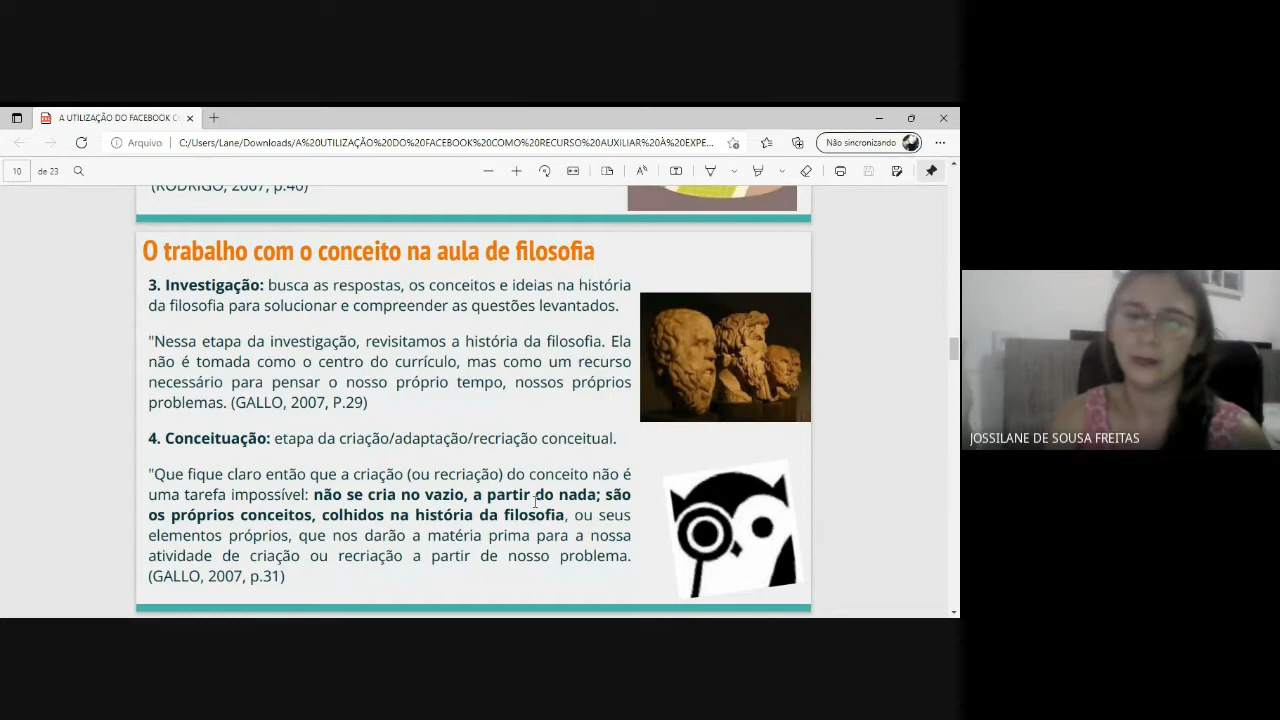 A UTILIZAÇÃO DO FACEBOOK C
Arquivo
C:/Users/Lane/Downloads/A%20UTILIZAÇÃO%20DO%20FACEBOOK%20COMO%20RECURSO%20AUXILIAR%20À%20EXPE...
Não sincronizando
10 de 23
(RODRIGO, 2007, p.46)
O trabalho com o conceito na aula de filosofia
3. Investigação: busca as respostas, os conceitos e ideias na história
da filosofia para solucionar e compreender as questões levantados.
"Nessa etapa da investigação, revisitamos a história da filosofia. Ela
não é tomada como o centro do currículo, mas como um recurso
necessário para pensar o nosso próprio tempo, nossos próprios
problemas. (GALLO, 2007, P.29)
4. Conceituação: etapa da criação/adaptação/recriação conceitual.
"Que fique claro então que a criação (ou recriação) do conceito não é
uma tarefa impossível: não se cria no vazio, a partir do nada; são
os próprios conceitos, colhidos na história da filosofia, ou seus
elementos próprios, que nos darão a matéria prima para a nossa
atividade de criação ou recriação a partir de nosso problema.
(GALLO, 2007, p.31)
JOSSILANE DE SOUSA FREITAS